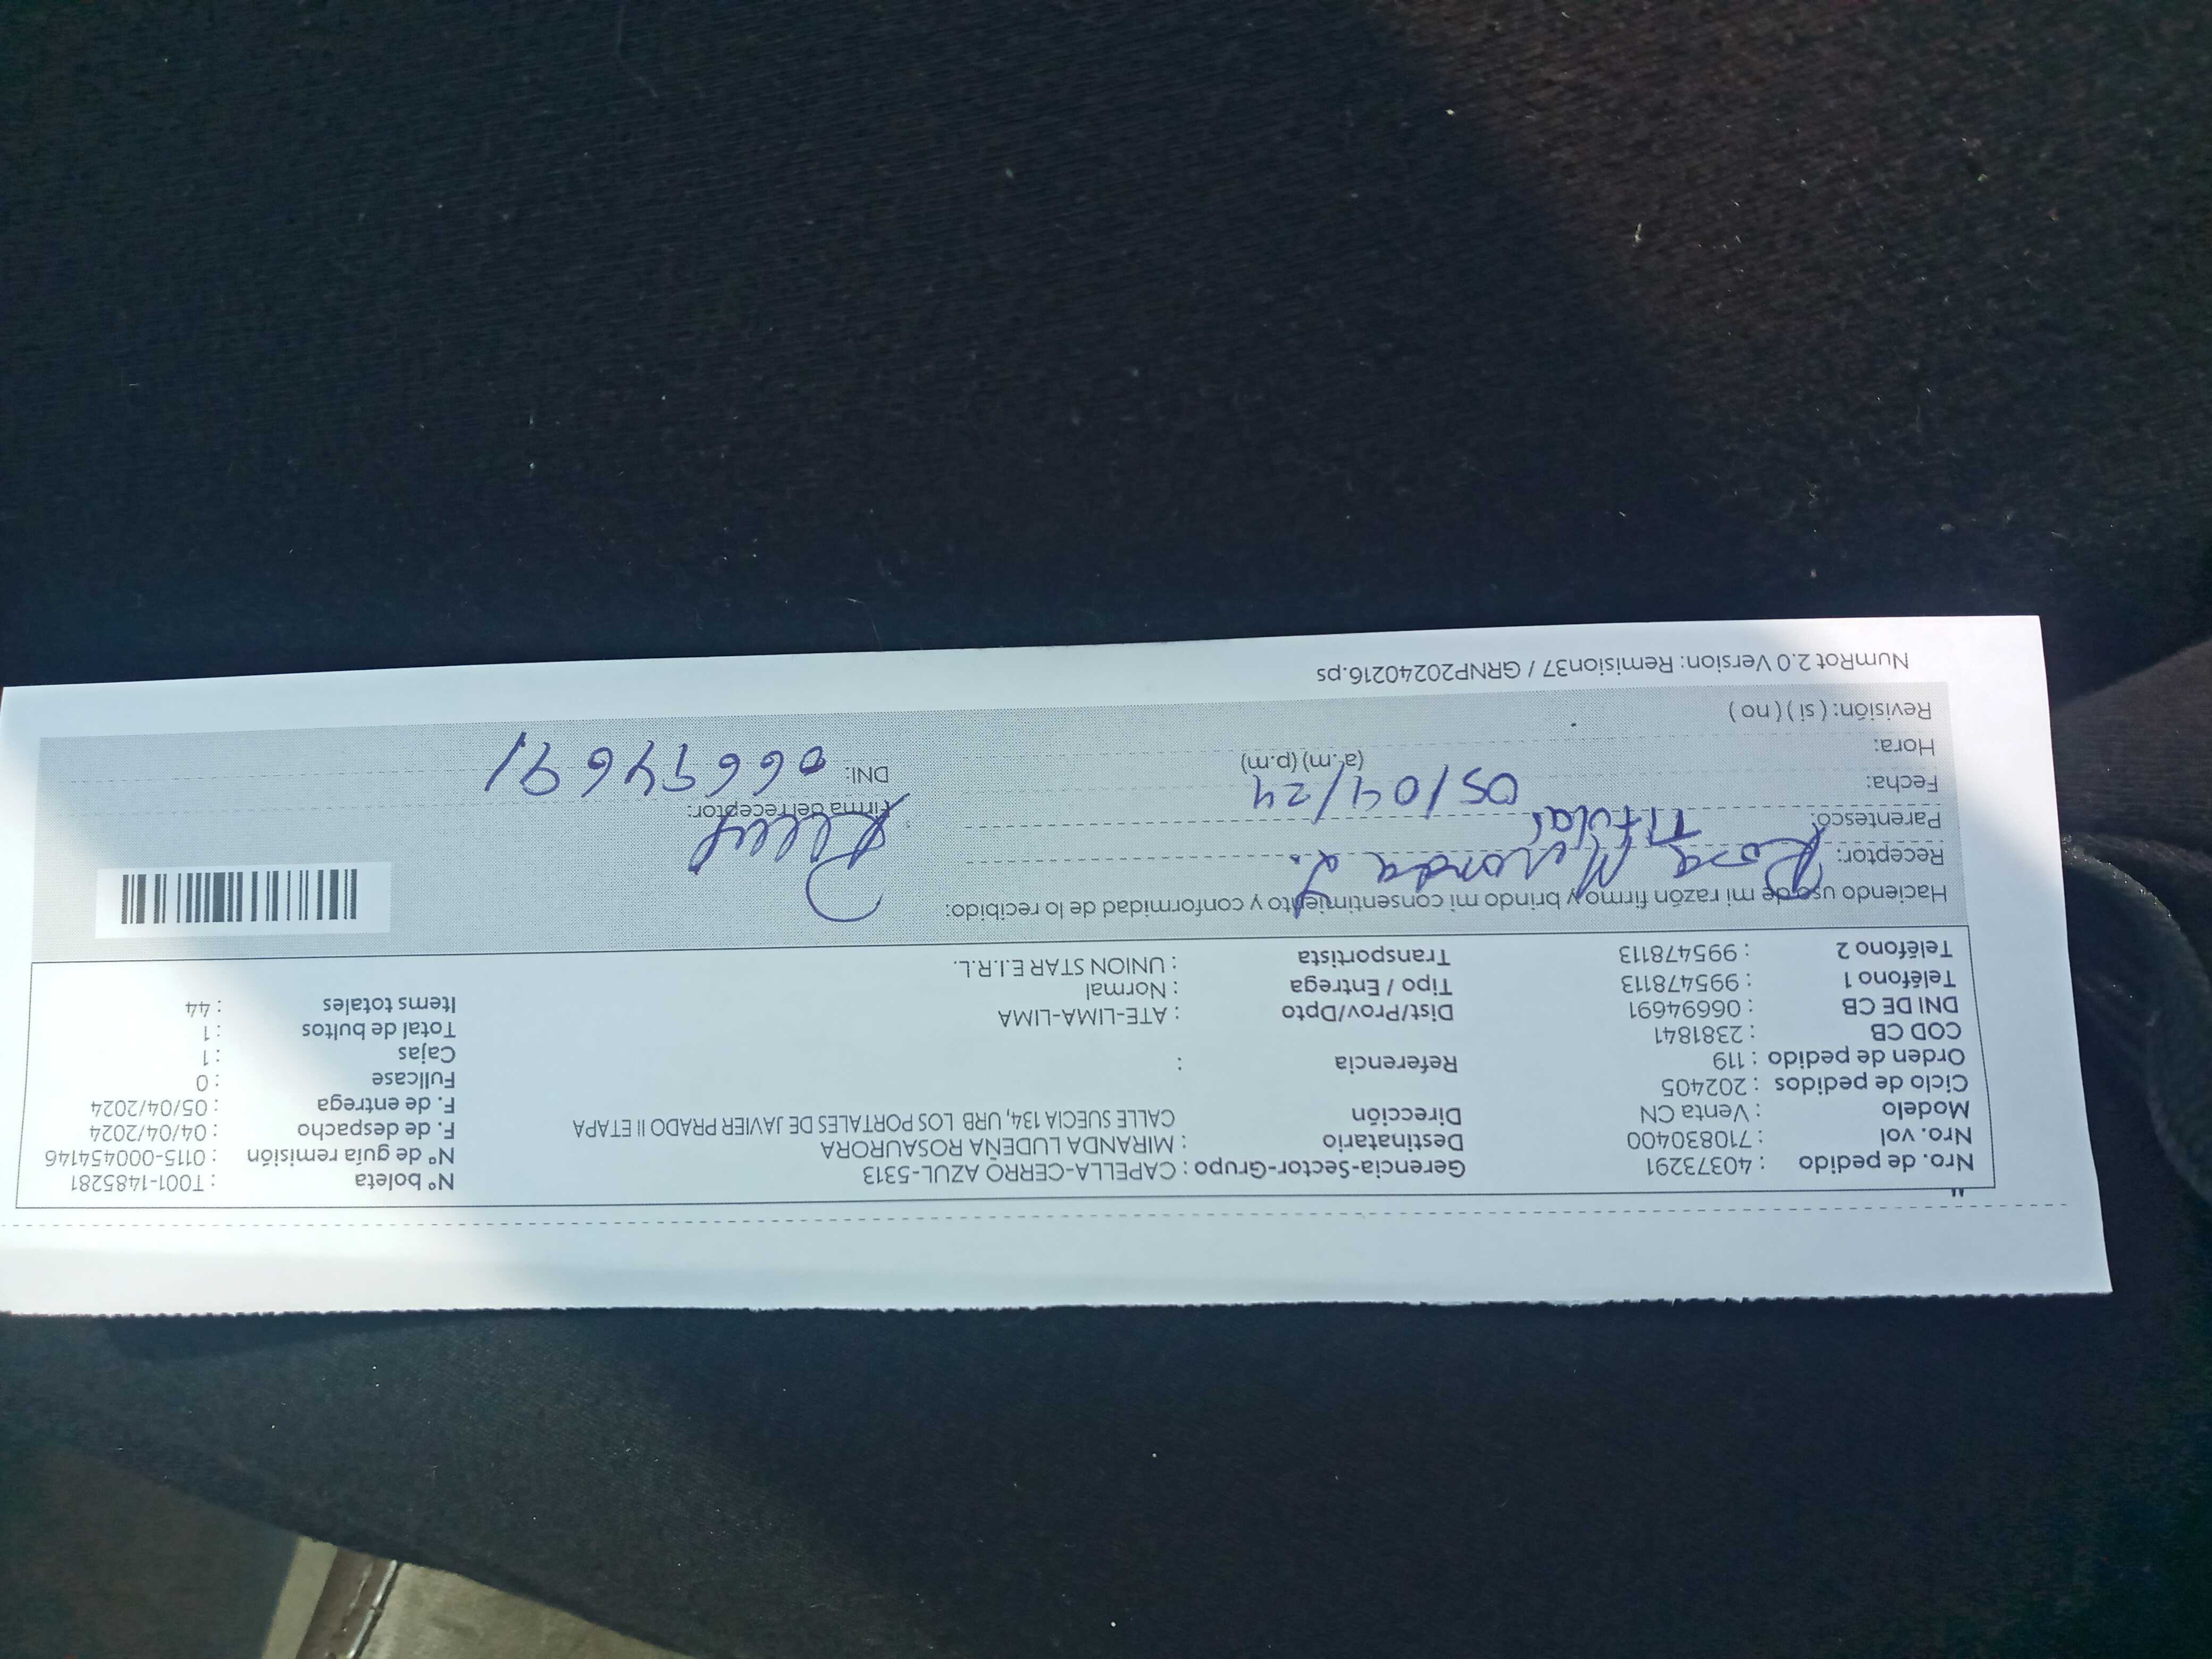 "
Nro. de pedido : 40373291 Gerencia-Sector-Grupo : CAPELLA-CERRO AZUL-5313 N° boleta : T001-1485281
Nro. vol : 710830400 Destinatario : MIRANDA LUDEÑA ROSAURORA N° de guía remisión : 0115-000454146
Modelo : Venta CN Dirección CALLE SUECIA 134, URB LOS PORTALES DE JAVIER PRADO II ETAPA F. de despacho : 04/04/2024
Ciclo de pedidos : 202405 F. de entrega : 05/04/2024
Orden de pedido : 119 Referencia : Fullcase : 0
COD CB : 2381841 Cajas : 1
DNI DE CB : 06694691 Dist/Prov/Dpto : ATE-LIMA-LIMA Total de bultos : 1
Teléfono 1 : 995478113 Tipo / Entrega : Normal Items totales : 44
Teléfono 2 : 995478113 Transportista : UNION STAR E.I.R.L.
Haciendo uso de mi razón firmo y brindo mi consentimiento y conformidad de lo recibido:
Receptor: Rosa Miranda L.
Parentesco: Titular Firma del receptor:
Fecha: 05/04/24 DNI: 06694691
Hora: (a.m) (p.m)
Revisión: ( si ) ( no )
NumRot 2.0 Version: Remision37 / GRNP20240216.ps